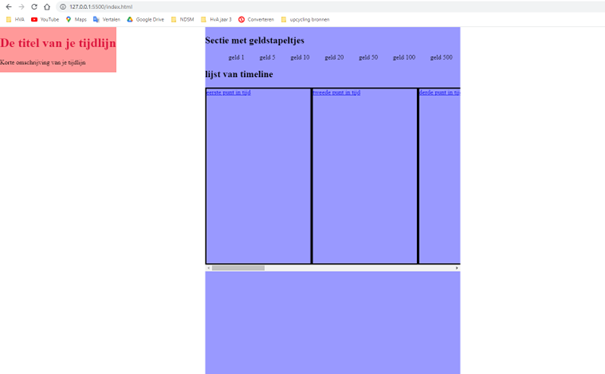 127.0.0.1:5500/index.html
HVA YouTube Maps Vertalen Google Drive NDSM HvA jaar 3 Converteren upcycling bronnen
De titel van je tijdlijn
Korte omschrijving van je tijdlijn
Sectie met geldstapeltjes
geld 1 geld 5 geld 10 geld 20 geld 50 geld 100 geld 500
lijst van timeline
eerste punt in tijd tweede punt in tijd derde punt in tij